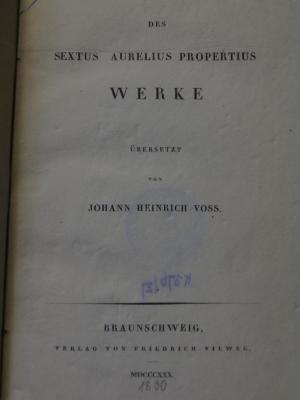 DES
SEXTUS AURELIUS PROPERTIUS
WERKE
ÜBERSETZT
VON
JOHANN HEINRICH VOSS.
BRAUNSCHWEIG,
VERLAG VON FRIEDRICH VIEWEG.
MDCCCXXX.
1830